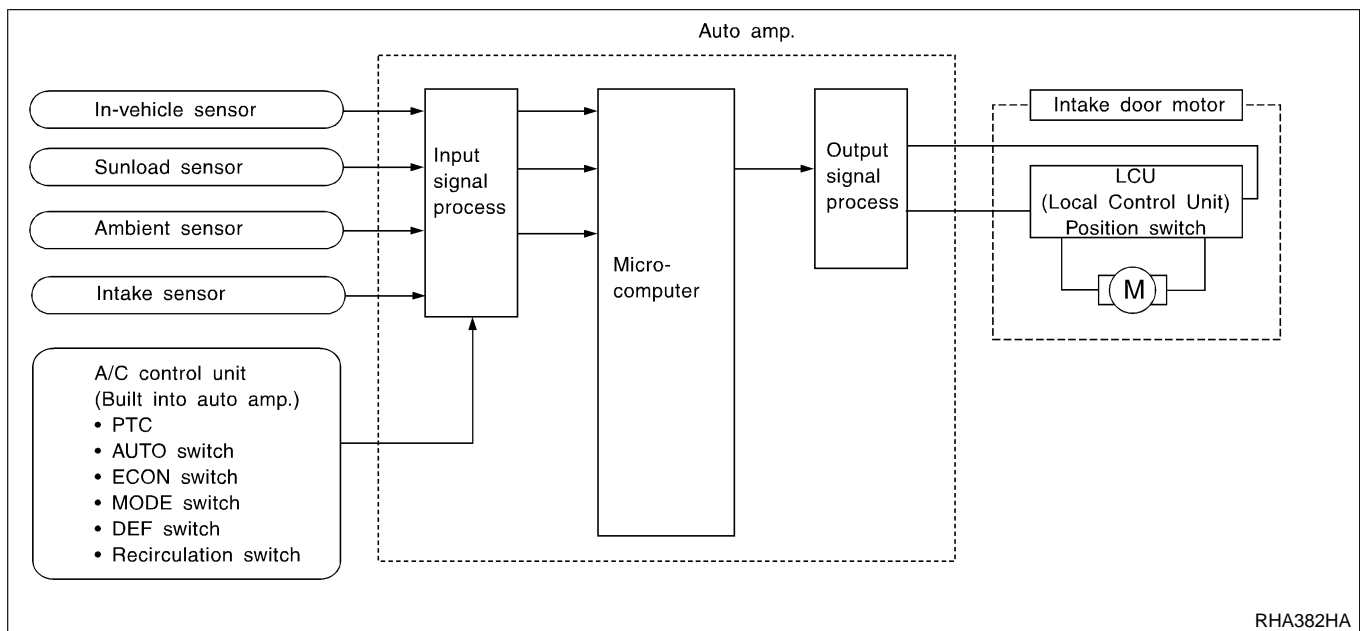 Auto amp.
In-vehicle sensor
Sunload sensor
Ambient sensor
Intake sensor
A/C control unit
(Built into auto amp.)
• PTC
• AUTO switch
• ECON switch
• MODE switch
• DEF switch
• Recirculation switch
Input
signal
process
Micro-
computer
Output
signal
process
Intake door motor
LCU
(Local Control Unit)
Position switch
M
RHA382HA